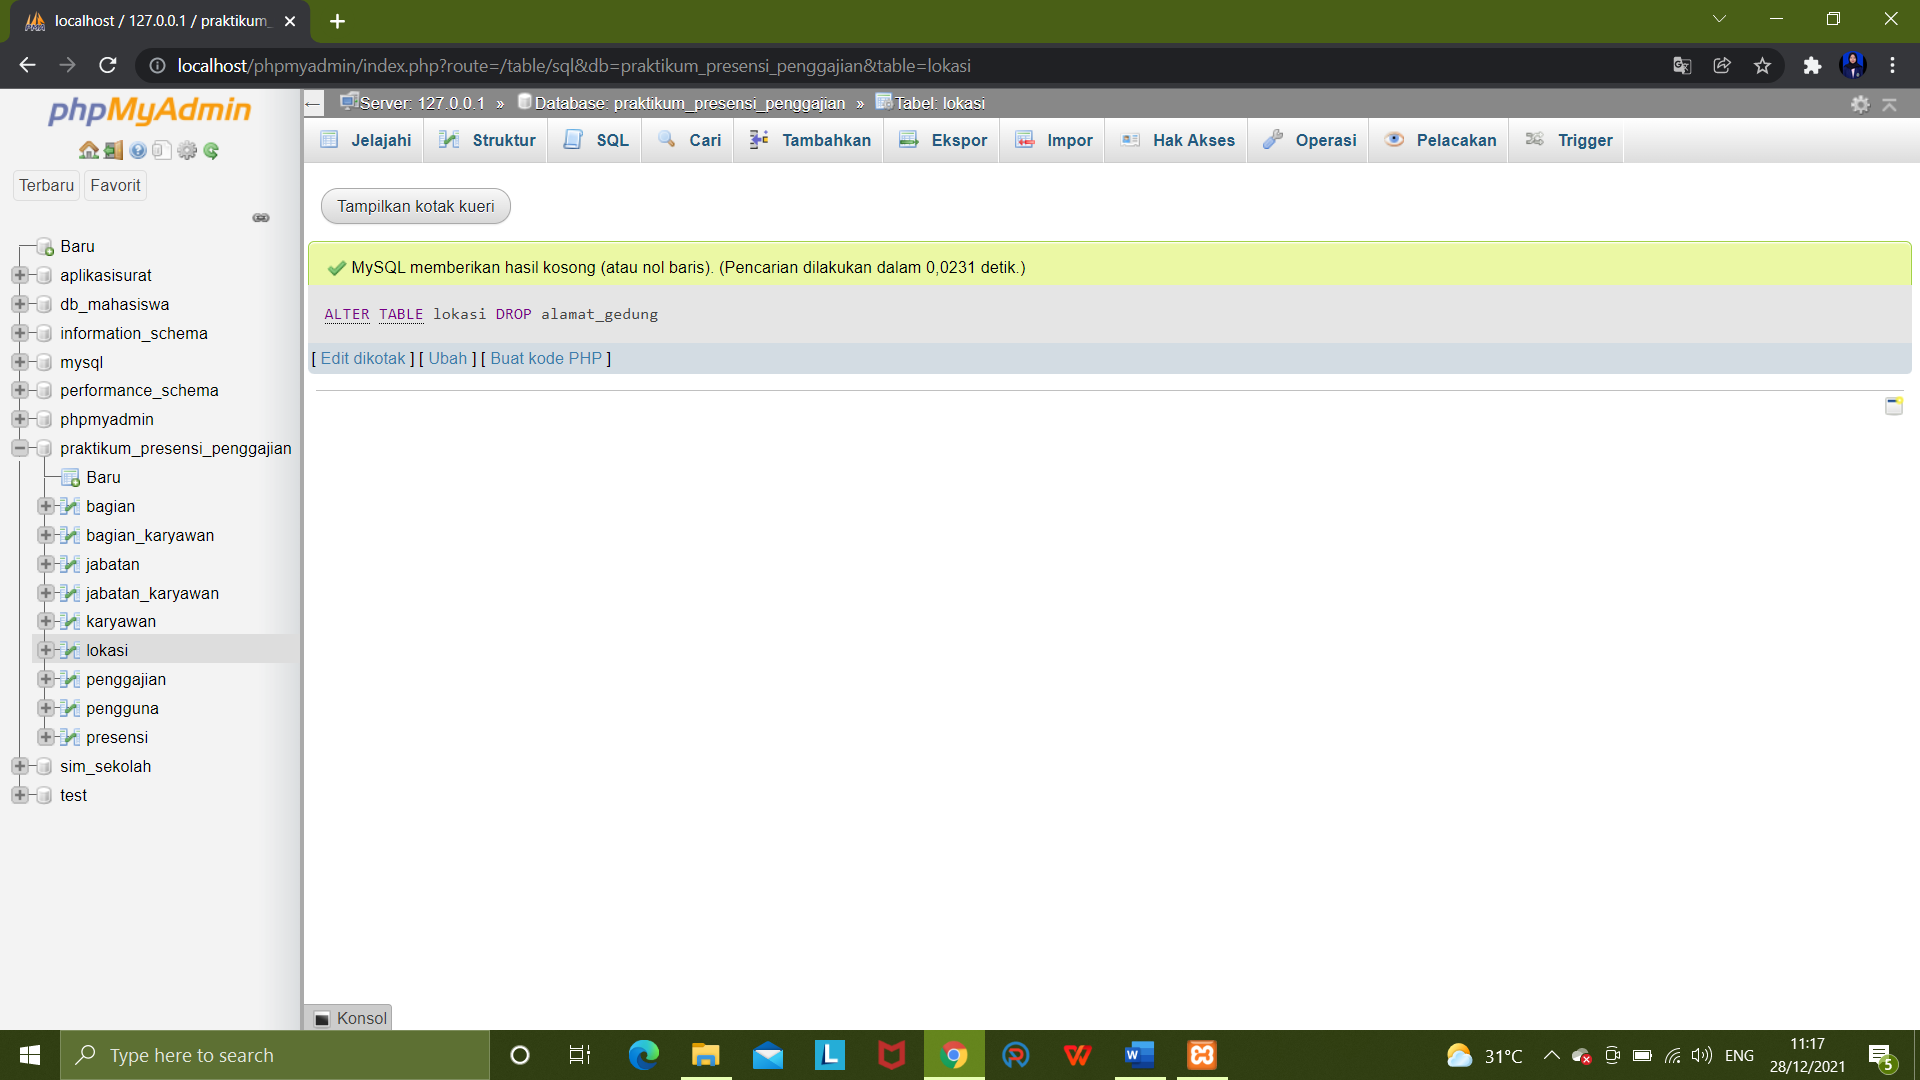 localhost / 127.0.0.1 / praktikum_
localhost/phpmyadmin/index.php?route=/table/sql&db=praktikum_presensi_penggajian&table=lokasi
phpMyAdmin
Terbaru Favorit
Baru
aplikasisurat
db_mahasiswa
information_schema
mysql
performance_schema
phpmyadmin
praktikum_presensi_penggajian
Baru
bagian
bagian_karyawan
jabatan
jabatan_karyawan
karyawan
lokasi
penggajian
pengguna
presensi
sim_sekolah
test
Server: 127.0.0.1 » Database: praktikum_presensi_penggajian » Tabel: lokasi
Jelajahi Struktur SQL Cari Tambahkan Ekspor Impor Hak Akses Operasi Pelacakan Trigger
Tampilkan kotak kueri
MySQL memberikan hasil kosong (atau nol baris). (Pencarian dilakukan dalam 0,0231 detik.)
ALTER TABLE lokasi DROP alamat_gedung
[ Edit dikotak ] [ Ubah ] [ Buat kode PHP ]
Konsol
Type here to search
31°C
ENG
11:17
28/12/2021
5